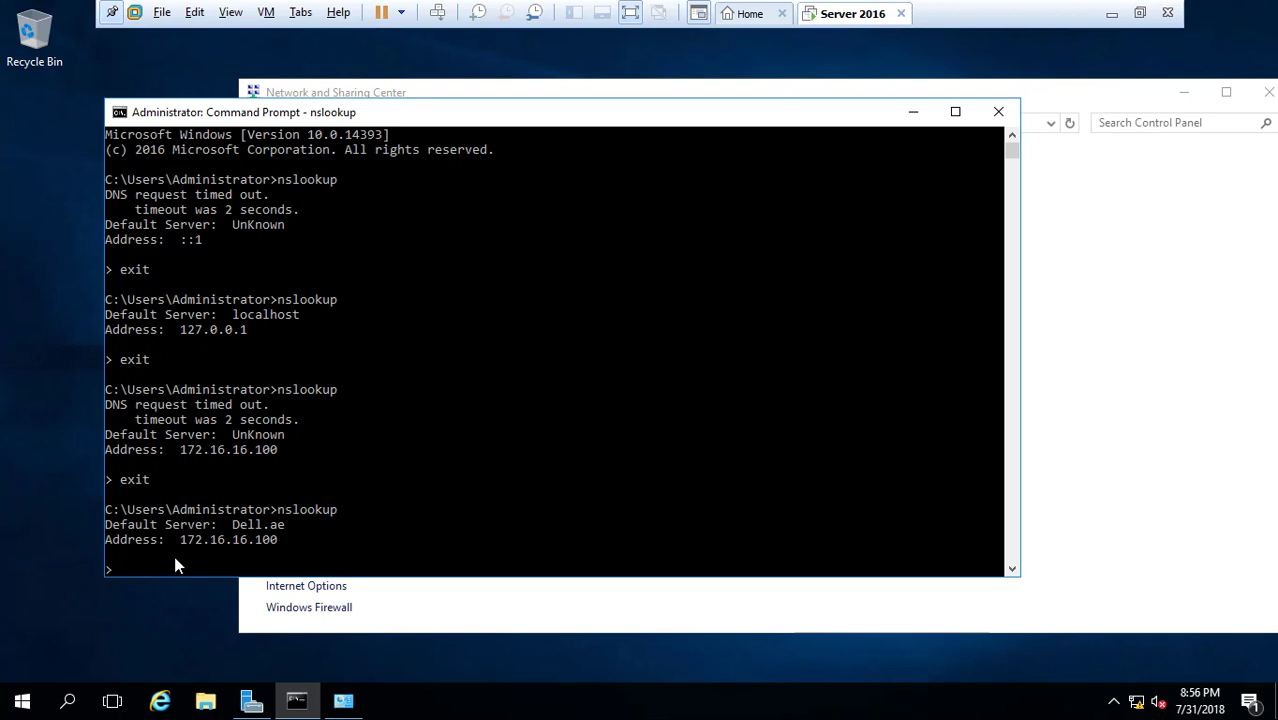 File Edit View VM Tabs Help
Home
Server 2016
Recycle Bin
Network and Sharing Center
Search Control Panel
Administrator: Command Prompt - nslookup
Microsoft Windows [Version 10.0.14393]
(c) 2016 Microsoft Corporation. All rights reserved.
C:\Users\Administrator>nslookup
DNS request timed out.
    timeout was 2 seconds.
Default Server:  UnKnown
Address:  ::1
> exit
C:\Users\Administrator>nslookup
Default Server:  localhost
Address:  127.0.0.1
> exit
C:\Users\Administrator>nslookup
DNS request timed out.
    timeout was 2 seconds.
Default Server:  UnKnown
Address:  172.16.16.100
> exit
C:\Users\Administrator>nslookup
Default Server:  Dell.ae
Address:  172.16.16.100
>
Internet Options
Windows Firewall
8:56 PM
7/31/2018
1